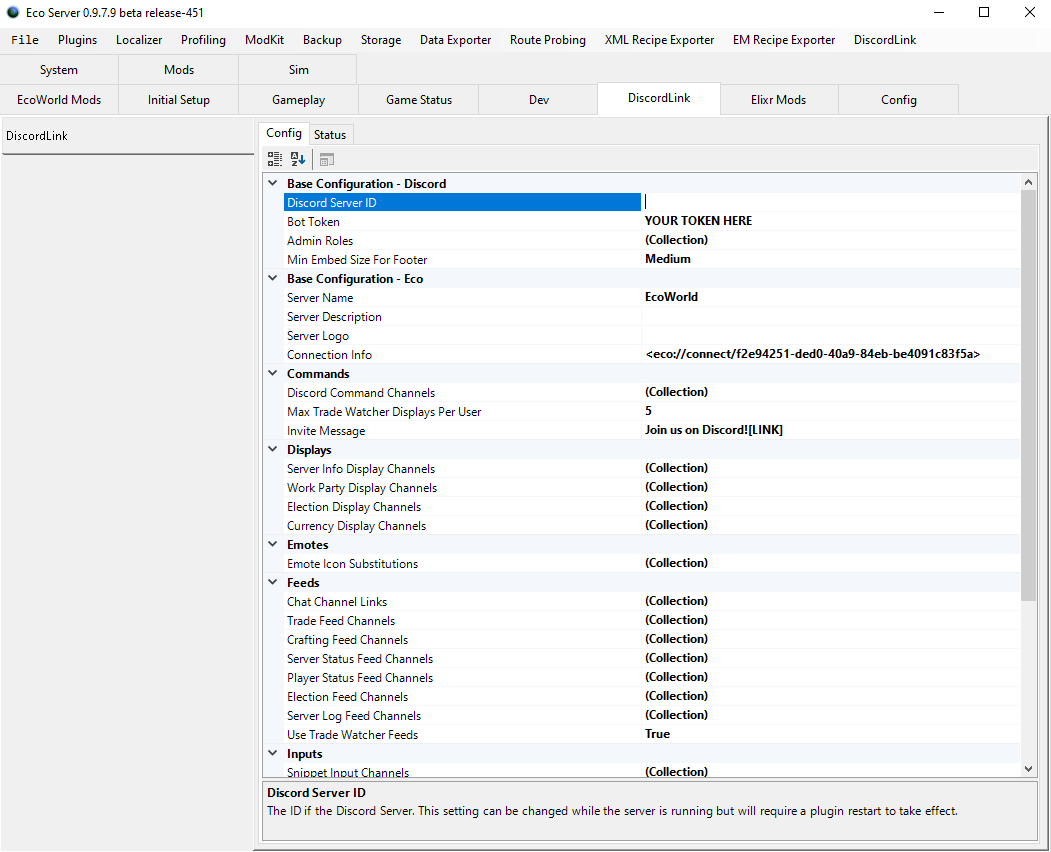 Eco Server 0.9.7.9 beta release-451
File Plugins Localizer Profiling ModKit Backup Storage Data Exporter Route Probing XML Recipe Exporter EM Recipe Exporter DiscordLink
System Mods Sim
EcoWorld Mods Initial Setup Gameplay Game Status Dev DiscordLink Elixr Mods Config
DiscordLink
Config Status
Base Configuration - Discord
Discord Server ID
Bot Token YOUR TOKEN HERE
Admin Roles (Collection)
Min Embed Size For Footer Medium
Base Configuration - Eco
Server Name EcoWorld
Server Description
Server Logo
Connection Info <eco://connect/f2e94251-ded0-40a9-84eb-be4091c83f5a>
Commands
Discord Command Channels (Collection)
Max Trade Watcher Displays Per User 5
Invite Message Join us on Discord![LINK]
Displays
Server Info Display Channels (Collection)
Work Party Display Channels (Collection)
Election Display Channels (Collection)
Currency Display Channels (Collection)
Emotes
Emote Icon Substitutions (Collection)
Feeds
Chat Channel Links (Collection)
Trade Feed Channels (Collection)
Crafting Feed Channels (Collection)
Server Status Feed Channels (Collection)
Player Status Feed Channels (Collection)
Election Feed Channels (Collection)
Server Log Feed Channels (Collection)
Use Trade Watcher Feeds True
Inputs
Snippet Input Channels (Collection)
Discord Server ID
The ID if the Discord Server. This setting can be changed while the server is running but will require a plugin restart to take effect.